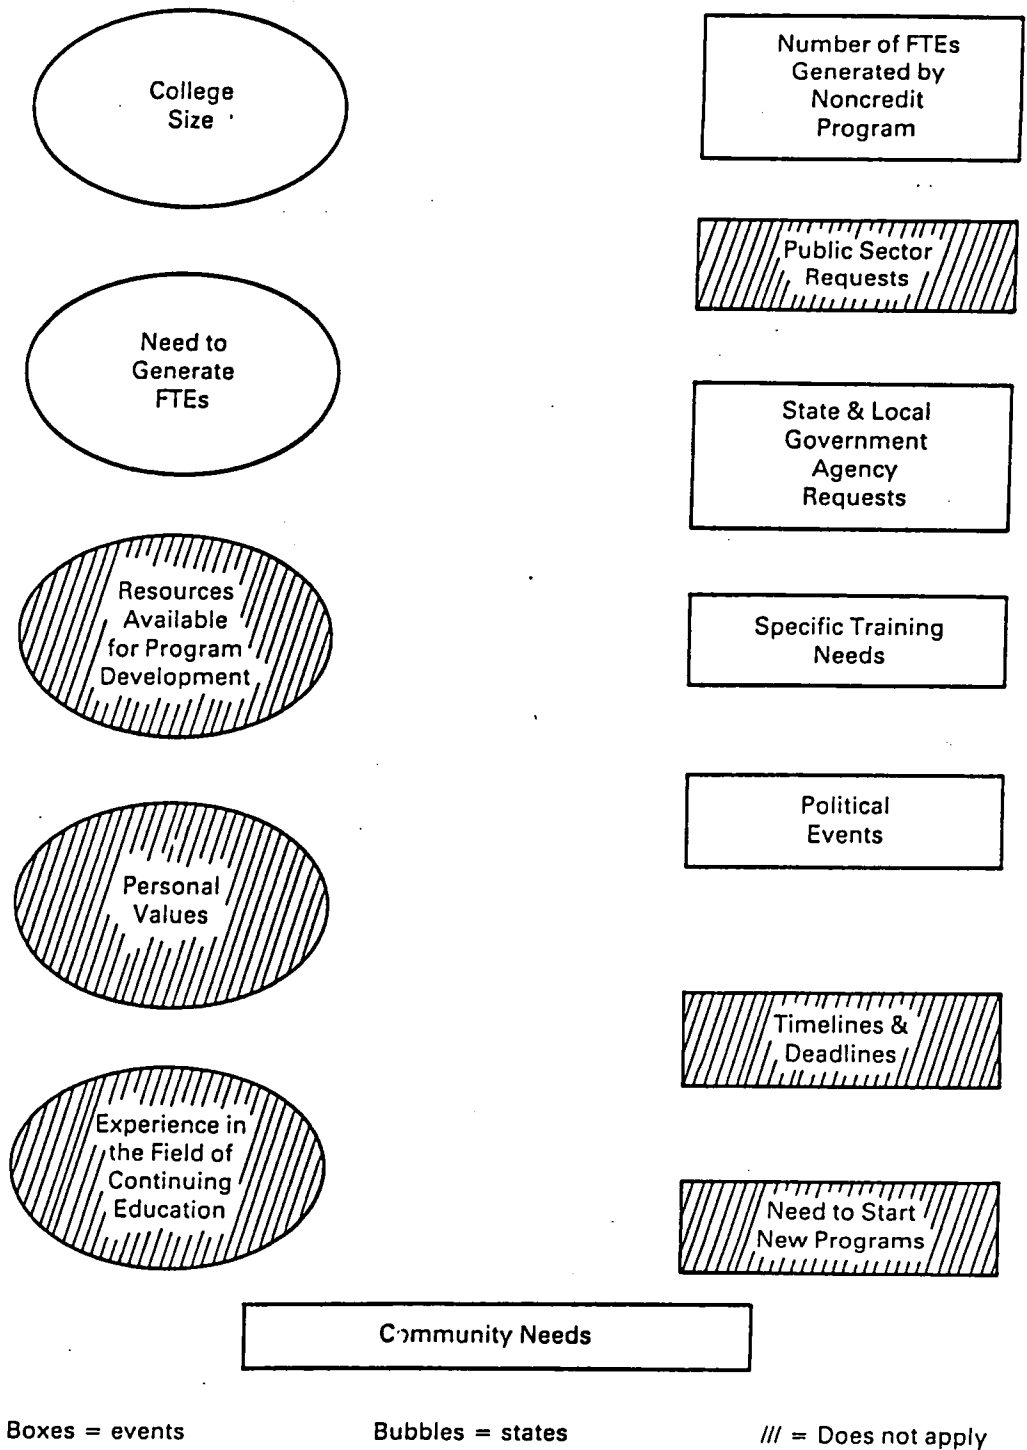 College
Size
Need to
Generate
FTEs
Resources
Available
for Program
Development
Personal
Values
Experience in
the Field of
Continuing
Education
Number of FTEs
Generated by
Noncredit
Program
Public Sector
Requests
State & Local
Government
Agency
Requests
Specific Training
Needs
Political
Events
Timelines &
Deadlines
Need to Start
New Programs
Community Needs
Boxes = events
Bubbles = states
/// = Does not apply